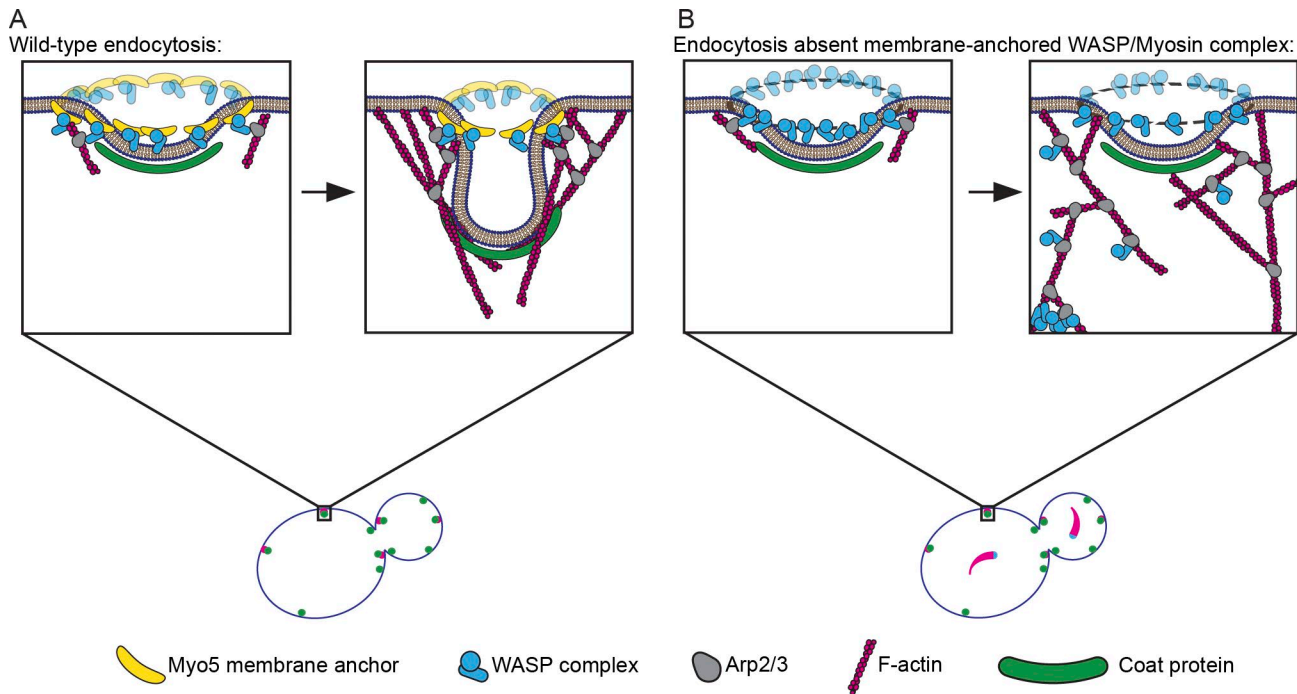 A
Wild-type endocytosis:
B
Endocytosis absent membrane-anchored WASP/Myosin complex:
Myo5 membrane anchor
WASP complex
Arp2/3
F-actin
Coat protein